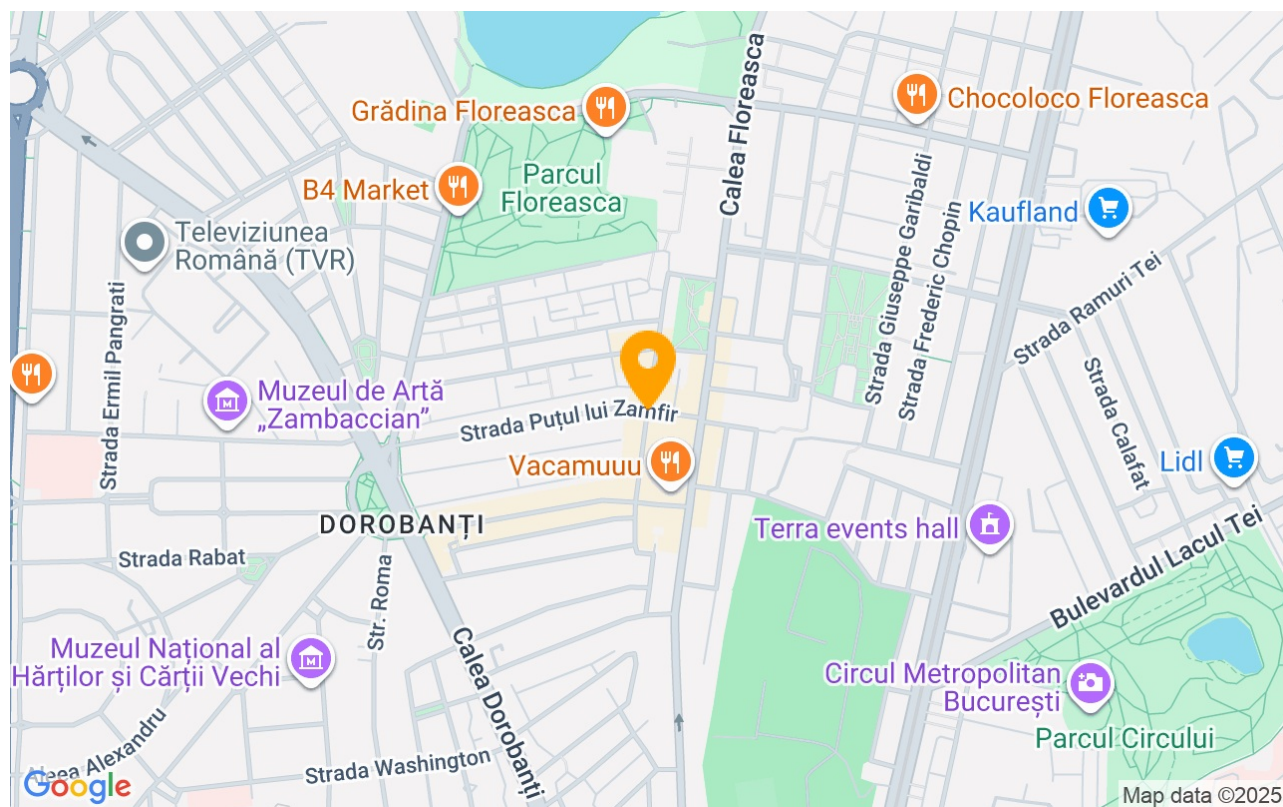 Calea Floreasca
Grădina Floreasca
Chocoloco Floreasca
B4 Market
Parcul
Floreasca
Televiziunea
Română (TVR)
Kaufland
Strada Giuseppe Garibaldi
Strada Frederic Chopin
Strada Ramuri Tei
Strada Ermil Pangrati
Muzeul de Artă
„Zambaccian”
Strada Puțul lui Zamfir
Strada Calafat
Vacamuuu
Lidl
DOROBANȚI
Terra events hall
Strada Rabat
Str. Roma
Bulevardul Lacul Tei
Muzeul Național al
Hărților și Cărții Vechi
Calea Dorobanți
Circul Metropolitan
București
Parcul Circului
Aleea Alexandru
Strada Washington
Google
Map data ©2025